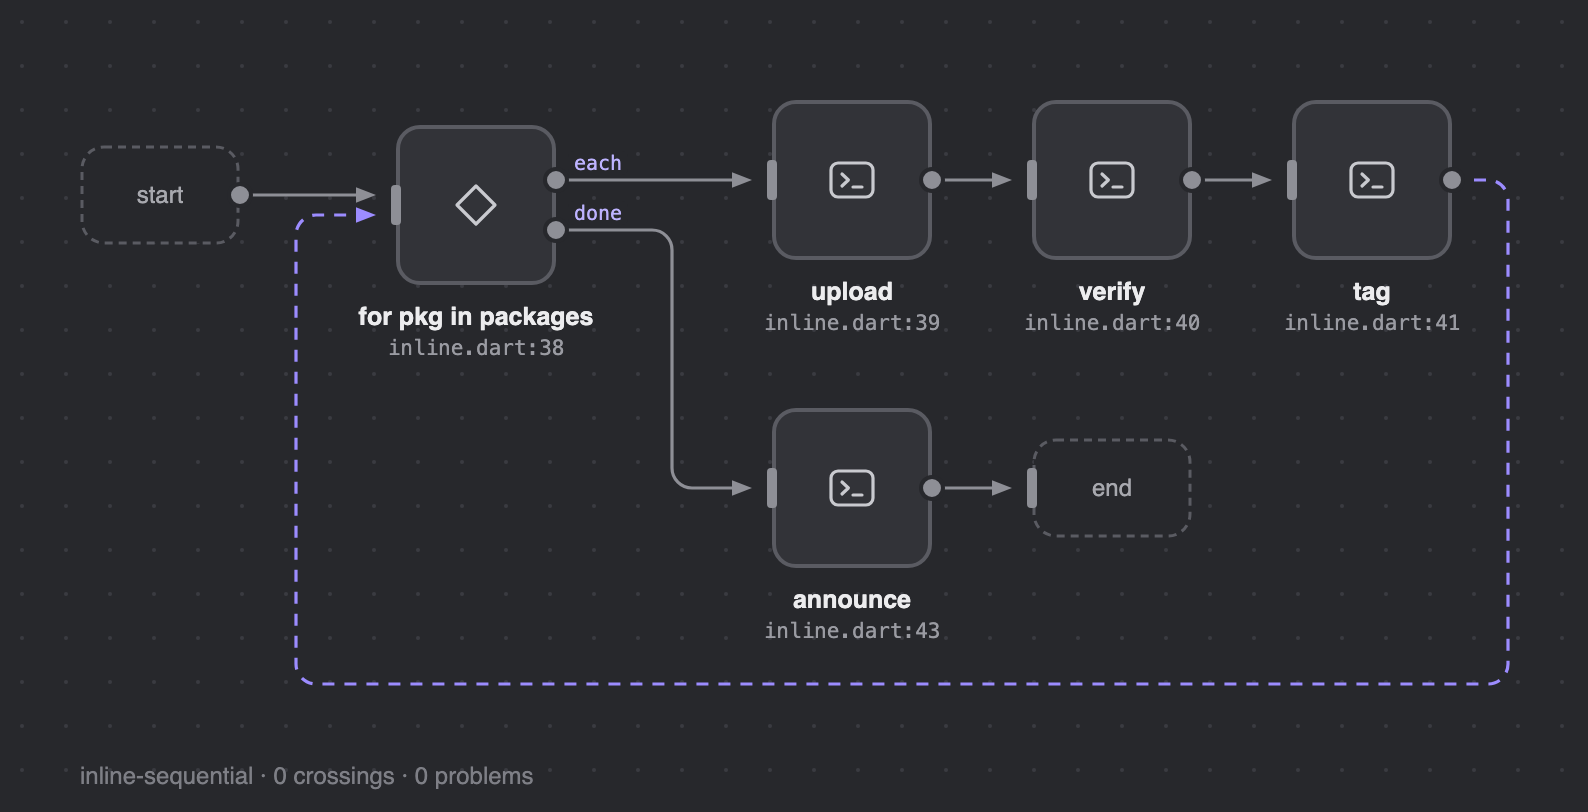 start
each
done
for pkg in packages
inline.dart:38
upload
inline.dart:39
verify
inline.dart:40
tag
inline.dart:41
announce
inline.dart:43
end
inline-sequential · 0 crossings · 0 problems